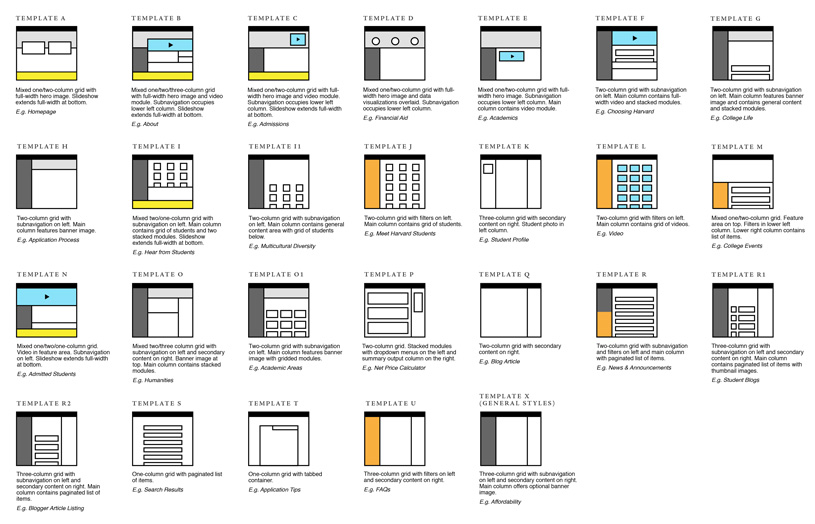 TEMPLATE A
Mixed one/two-column grid with
full-width hero image. Slideshow
extends full-width at bottom.
E.g. Homepage
TEMPLATE B
Mixed one/two/three-column grid
with full-width hero image and video
module. Subnavigation occupies
lower left column. Slideshow
extends full-width at bottom.
E.g. About
TEMPLATE C
Mixed one/two-column grid with full-
width hero image and video module.
Subnavigation occupies lower left
column. Slideshow extends full-width
at bottom.
E.g. Admissions
TEMPLATE D
Mixed one/two-column grid with full-
width hero image and data
visualizations overlaid. Subnavigation
occupies lower left column.
E.g. Financial Aid
TEMPLATE E
Mixed one/two-column grid with full-
width hero image. Subnavigation
occupies lower left column. Main
column contains video module.
E.g. Academics
TEMPLATE F
Two-column grid with subnavigation
on left. Main column contains full-
width video and stacked modules.
E.g. Choosing Harvard
TEMPLATE G
Two-column grid with subnavigation
on left. Main module features banner
image and contains general content
and stacked modules.
E.g. College Life
TEMPLATE H
Two-column grid with
subnavigation on left. Main
column features banner image.
E.g. Application Process
TEMPLATE I
Mixed two/one-column grid with
subnavigation on left. Main column
contains grid of students and two
stacked modules. Slideshow
extends full-width at bottom.
E.g. Hear from Students
TEMPLATE I1
Two-column grid with subnavigation
on left. Main column contains general
content area with grid of students
below.
E.g. Multicultural Diversity
TEMPLATE J
Two-column grid with filters on left.
Main column contains grid of students.
E.g. Meet Harvard Students
TEMPLATE K
Three-column grid with secondary
content on right. Student photo in
left column.
E.g. Student Profile
TEMPLATE L
Two-column grid with filters on left.
Main column contains grid of videos.
E.g. Video
TEMPLATE M
Mixed one/two-column grid. Feature
area on top. Filters in lower left
column. Lower right column contains
list of items.
E.g. College Events
TEMPLATE N
Mixed one/two/one-column grid.
Video in feature area. Subnavigation
on left. Slideshow extends full-width
at bottom.
E.g. Admitted Students
TEMPLATE O
Mixed two/three column grid with
subnavigation on left and secondary
content on right. Banner image at
top. Main column contains stacked
modules.
E.g. Humanities
TEMPLATE O1
Two-column grid with subnavigation
on left. Main column features banner
image with gridded modules.
E.g. Academic Areas
TEMPLATE P
Two-column grid. Stacked modules
with dropdown menus on the left and
summary output column on the right.
E.g. Net Price Calculator
TEMPLATE Q
Two-column grid with secondary
content on right.
E.g. Blog Article
TEMPLATE R
Two-column grid with subnavigation
and filters on left and main column
with paginated list of items.
E.g. News & Announcements
TEMPLATE R1
Three-column grid with
subnavigation on left and secondary
content on right. Main column
contains paginated list of items with
thumbnail images.
E.g. Student Blogs
TEMPLATE R2
Three-column grid with
subnavigation on left and
secondary content on right. Main
column contains paginated list of
items.
E.g. Blogger Article Listing
TEMPLATE S
One-column grid with paginated list
of items.
E.g. Search Results
TEMPLATE T
One-column grid with tabbed
container.
E.g. Application Tips
TEMPLATE U
Three-column grid with filters on left
and secondary content on right.
E.g. FAQs
TEMPLATE X
(GENERAL STYLES)
Three-column grid with subnavigation
on left and secondary content on right.
Main column offers optional banner
image.
E.g. Affordability